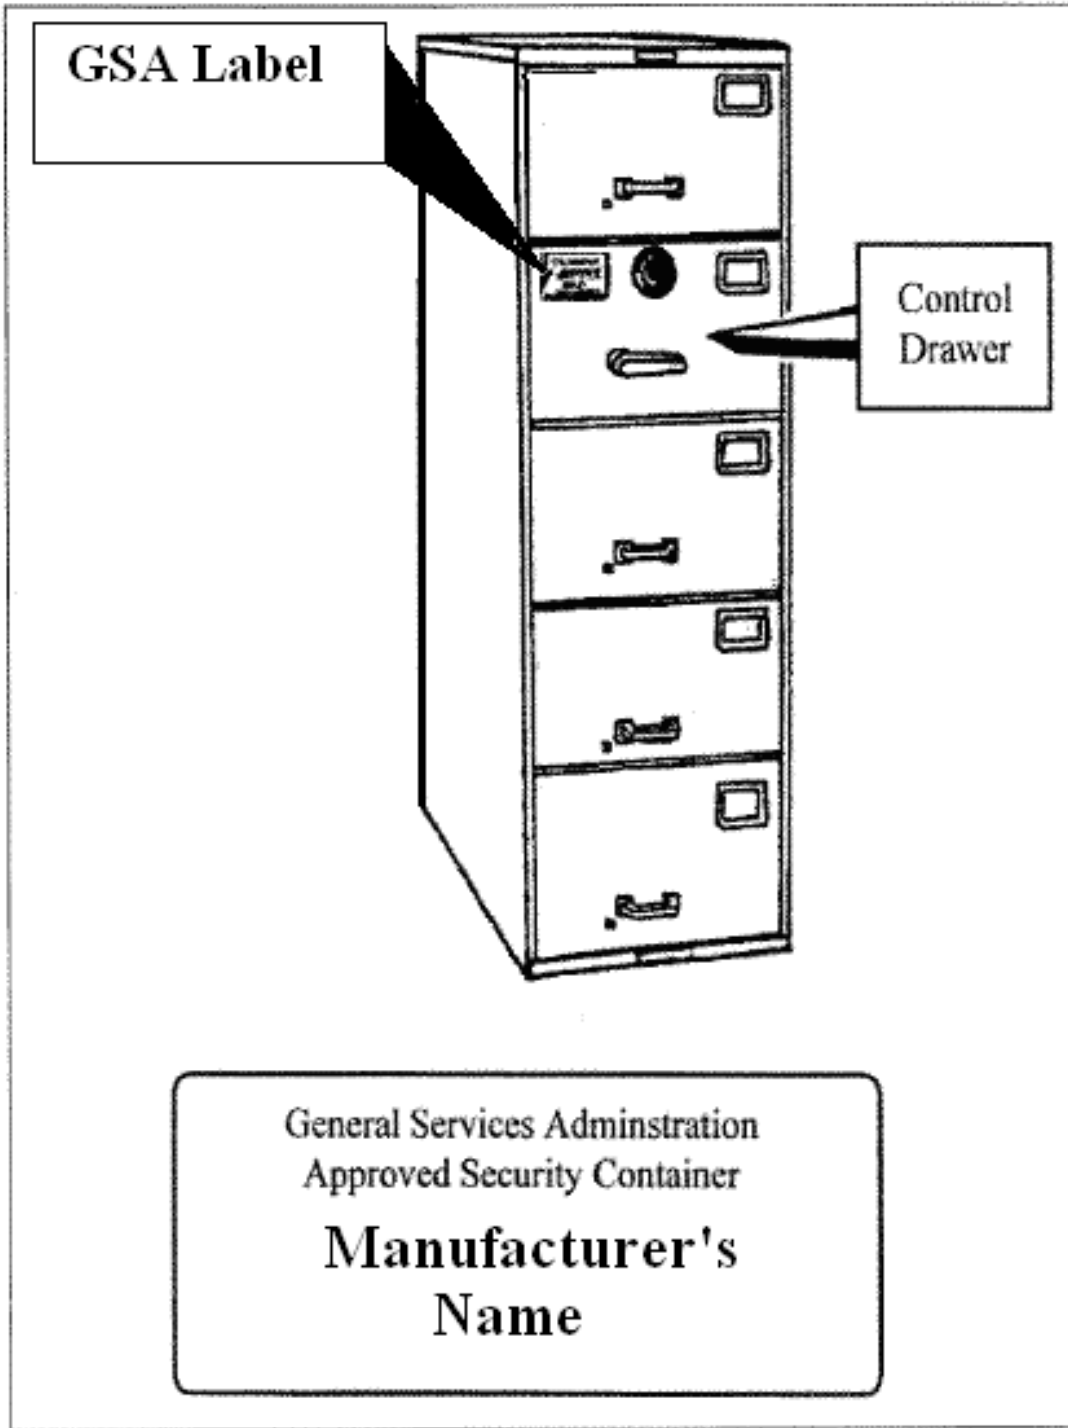 GSA Label
Control
Drawer
General Services Adminstration
Approved Security Container
Manufacturer's
Name